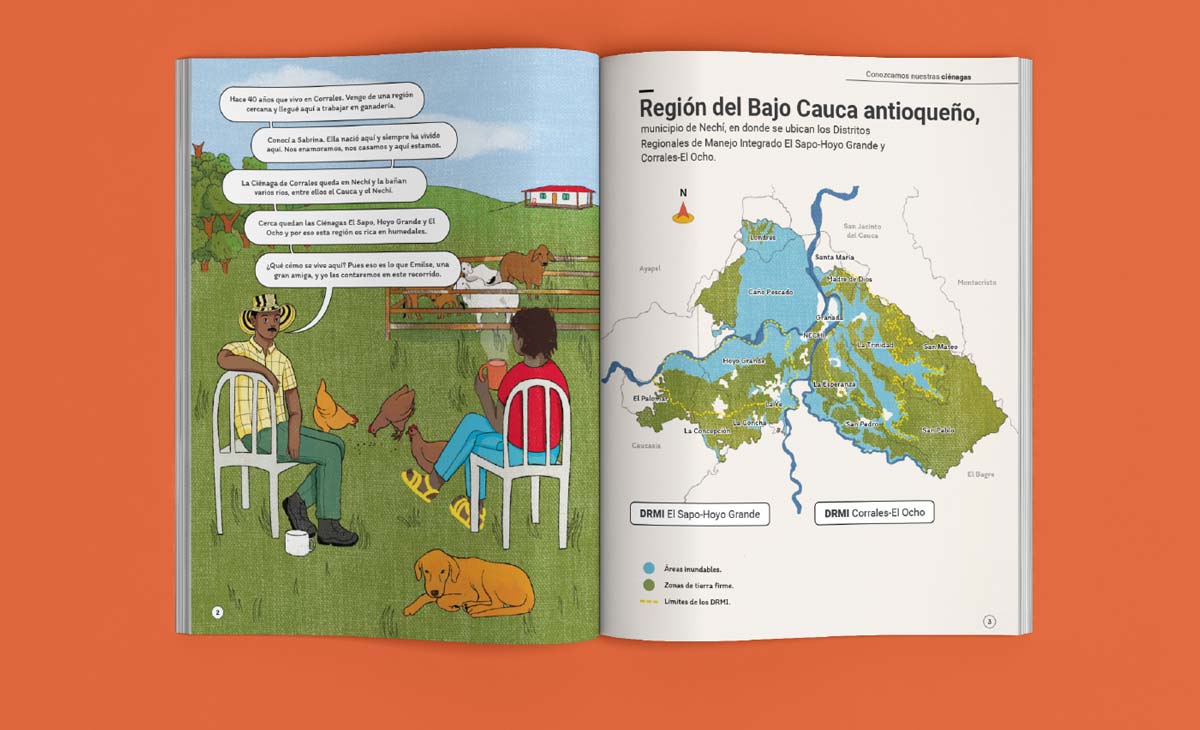 Hace 40 años que vivo en Corrales. Vengo de una región
cercana y llegué aquí a trabajar en ganadería.
Conocí a Sabrina. Ella nació aquí y siempre ha vivido
aquí. Nos enamoramos, nos casamos y aquí estamos.
La Ciénaga de Corrales queda en Nechí y la bañan
varios ríos, entre ellos el Cauca y el Nechí.
Cerca quedan las Ciénagas El Sapo, Hoyo Grande y El
Ocho y por eso esta región es rica en humedales.
¿Qué cómo se vive aquí? Pues eso es lo que Emilse, una
gran amiga, y yo les contaremos en este recorrido.
2
Conozcamos nuestras ciénagas
Región del Bajo Cauca antioqueño,
municipio de Nechí, en donde se ubican los Distritos
Regionales de Manejo Integrado El Sapo-Hoyo Grande y
Corrales-El Ocho.
N
San Jacinto
del Cauca
Londres
Santa María
Ayapel
Madre de Dios
Montecristo
Caño Pescado
Granada
NECHÍ
La Trinidad
San Mateo
Hoyo Grande
La Esperanza
El Palomar
La Concha
San Pedro
La Concepción
San Pablo
Caucasia
El Bagre
DRMI El Sapo-Hoyo Grande
DRMI Corrales-El Ocho
Áreas inundables.
Zonas de tierra firme.
Límites de los DRMI.
3